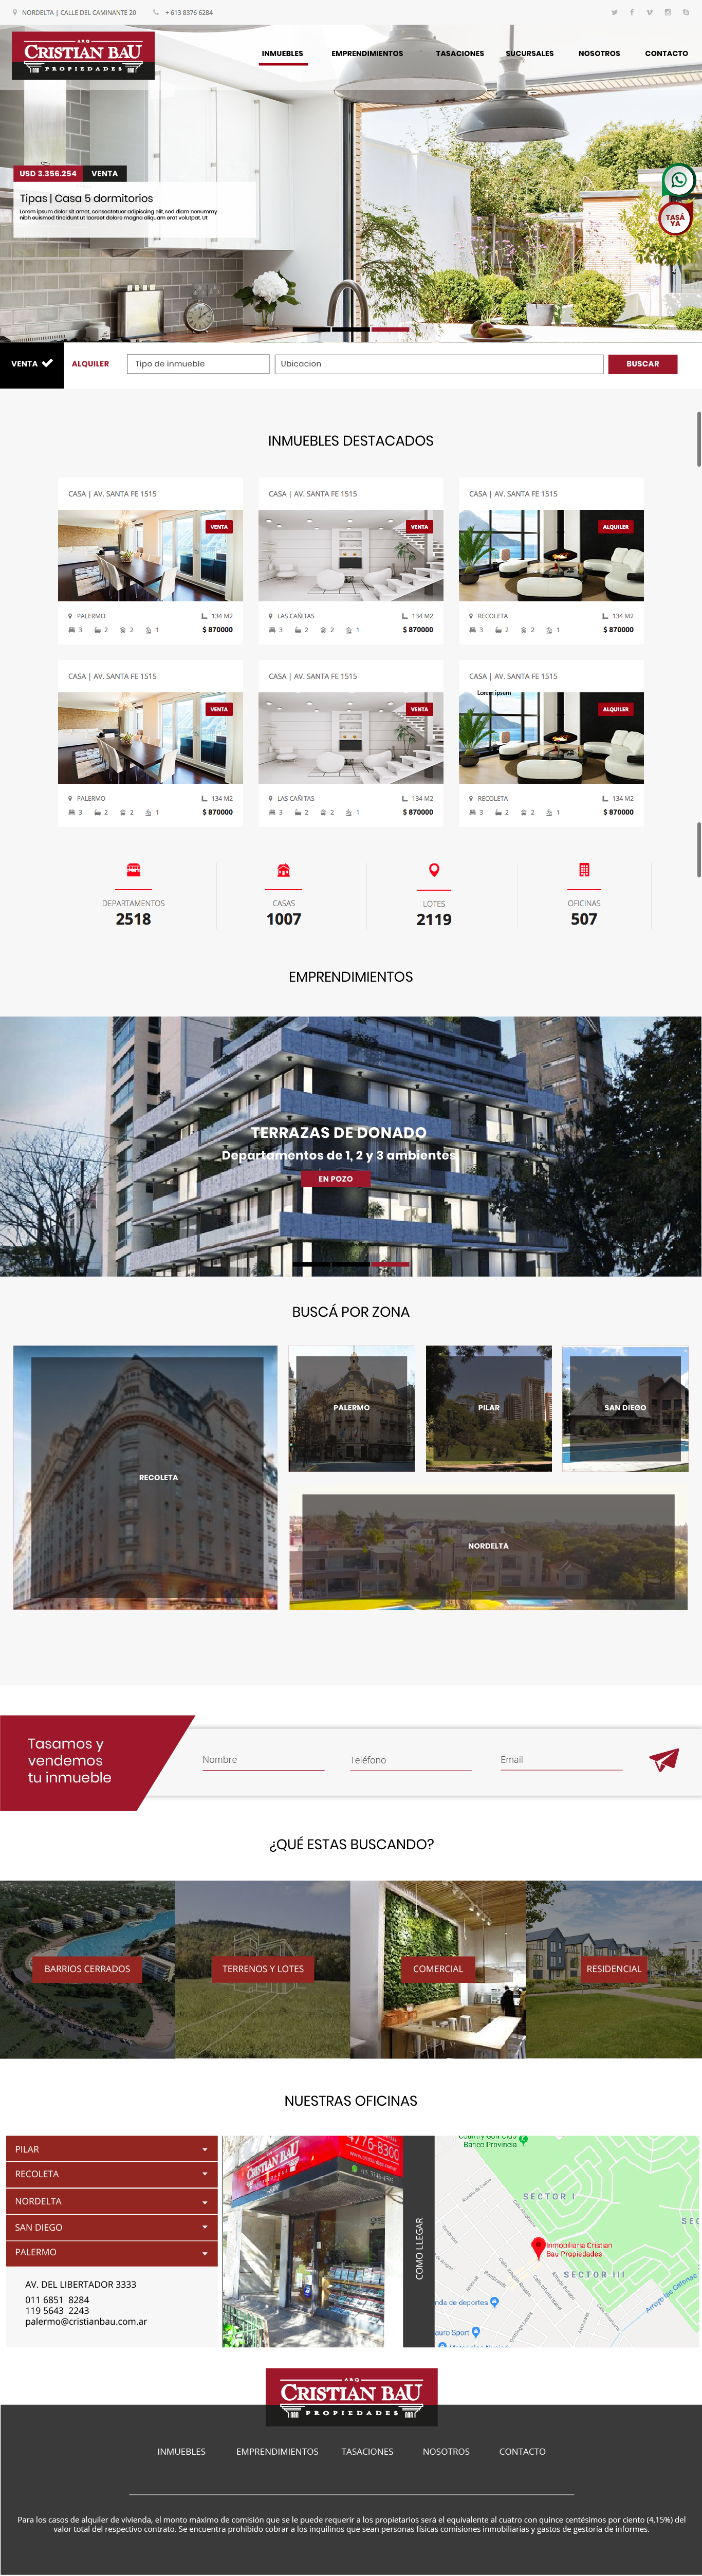 NORDELTA | CALLE DEL CAMINANTE 20
+ 613 8376 6284
ARQ
CRISTIAN BAU
PROPIEDADES
INMUEBLES
EMPRENDIMIENTOS
TASACIONES
SUCURSALES
NOSOTROS
CONTACTO
USD 3.356.254
VENTA
Tipas | Casa 5 dormitorios
Lorem ipsum dolor sit amet, consectetuer adipiscing elit, sed diam nonummy
nibh euismod tincidunt ut laoreet dolore magna aliquam erat volutpat. Ut
TASÁ
YA
VENTA
ALQUILER
Tipo de inmueble
Ubicacion
BUSCAR
INMUEBLES DESTACADOS
CASA | AV. SANTA FE 1515
VENTA
PALERMO
134 M2
3 2 2 1
$ 870000
CASA | AV. SANTA FE 1515
VENTA
LAS CAÑITAS
134 M2
3 2 2 1
$ 870000
CASA | AV. SANTA FE 1515
ALQUILER
RECOLETA
134 M2
3 2 2 1
$ 870000
CASA | AV. SANTA FE 1515
VENTA
PALERMO
134 M2
3 2 2 1
$ 870000
CASA | AV. SANTA FE 1515
VENTA
LAS CAÑITAS
134 M2
3 2 2 1
$ 870000
CASA | AV. SANTA FE 1515
Lorem ipsum
ALQUILER
RECOLETA
134 M2
3 2 2 1
$ 870000
DEPARTAMENTOS
2518
CASAS
1007
LOTES
2119
OFICINAS
507
EMPRENDIMIENTOS
TERRAZAS DE DONADO
Departamentos de 1, 2 y 3 ambientes
EN POZO
BUSCÁ POR ZONA
RECOLETA
PALERMO
PILAR
SAN DIEGO
NORDELTA
Tasamos y
vendemos
tu inmueble
Nombre
Teléfono
Email
¿QUÉ ESTAS BUSCANDO?
BARRIOS CERRADOS
TERRENOS Y LOTES
COMERCIAL
RESIDENCIAL
NUESTRAS OFICINAS
PILAR
RECOLETA
NORDELTA
SAN DIEGO
PALERMO
AV. DEL LIBERTADOR 3333
011 6851 8284
119 5643 2243
palermo@cristianbau.com.ar
4776-8300
CRISTIAN BAU
COMO LLEGAR
Country Golf Club
Banco Provincia
SECTOR I
SEC
Inmobiliaria Cristian
Bau Propiedades
SECTOR III
nda de deportes
auro Sport
Arroyo las Catonas
ARQ
CRISTIAN BAU
PROPIEDADES
INMUEBLES
EMPRENDIMIENTOS
TASACIONES
NOSOTROS
CONTACTO
Para los casos de alquiler de vivienda, el monto máximo de comisión que se le puede requerir a los propietarios será el equivalente al cuatro con quince centésimos por ciento (4,15%) del
valor total del respectivo contrato. Se encuentra prohibido cobrar a los inquilinos que sean personas físicas comisiones inmobiliarias y gastos de gestoría de informes.